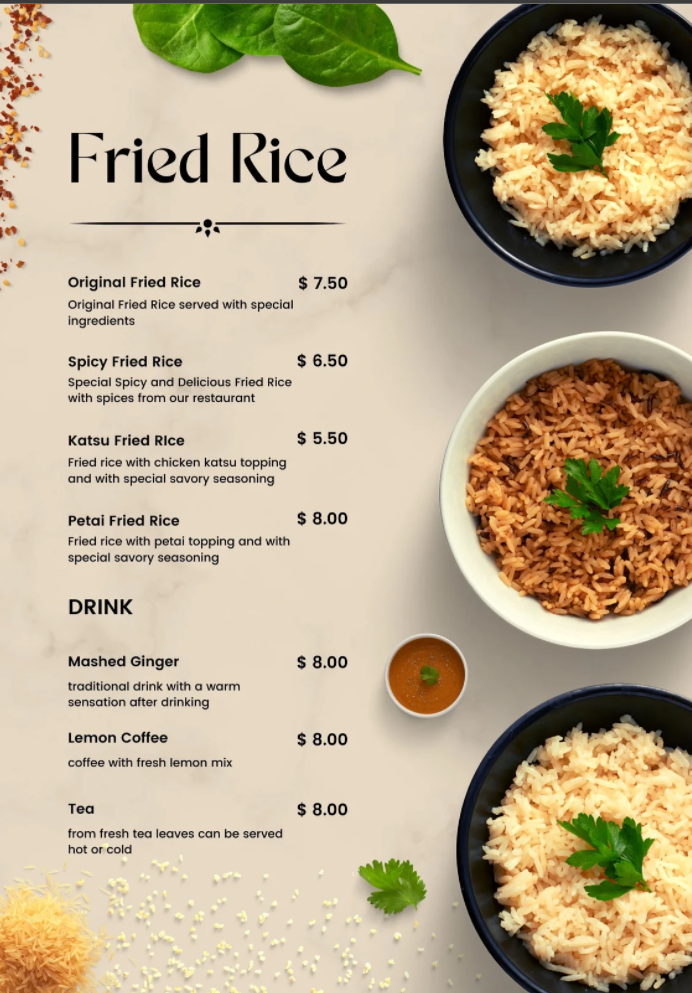 Fried Rice
Original Fried Rice $ 7.50
Original Fried Rice served with special
ingredients
Spicy Fried Rice $ 6.50
Special Spicy and Delicious Fried Rice
with spices from our restaurant
Katsu Fried RIce $ 5.50
Fried rice with chicken katsu topping
and with special savory seasoning
Petai Fried Rice $ 8.00
Fried rice with petai topping and with
special savory seasoning
DRINK
Mashed Ginger $ 8.00
traditional drink with a warm
sensation after drinking
Lemon Coffee $ 8.00
coffee with fresh lemon mix
Tea $ 8.00
from fresh tea leaves can be served
hot or cold